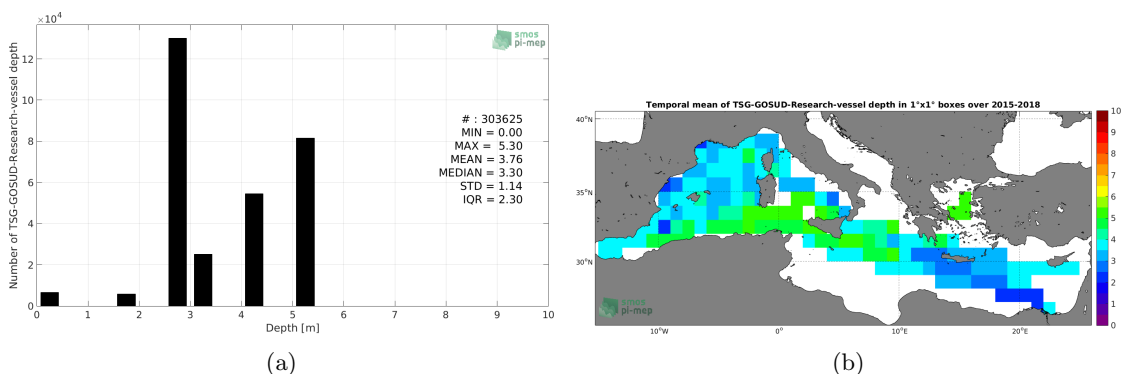 ×10⁴
12
10
8
6
4
2
0
Number of TSG-GOSUD-Research-vessel depth
0 1 2 3 4 5 6 7 8 9 10
Depth [m]
smos
pi-mep
# : 303625
MIN = 0.00
MAX = 5.30
MEAN = 3.76
MEDIAN = 3.30
STD = 1.14
IQR = 2.30
(a)
Temporal mean of TSG-GOSUD-Research-vessel depth in 1°x1° boxes over 2015-2018
40°N
35°N
30°N
10°W 0° 10°E 20°E
smos
pi-mep
10
9
8
7
6
5
4
3
2
1
0
(b)